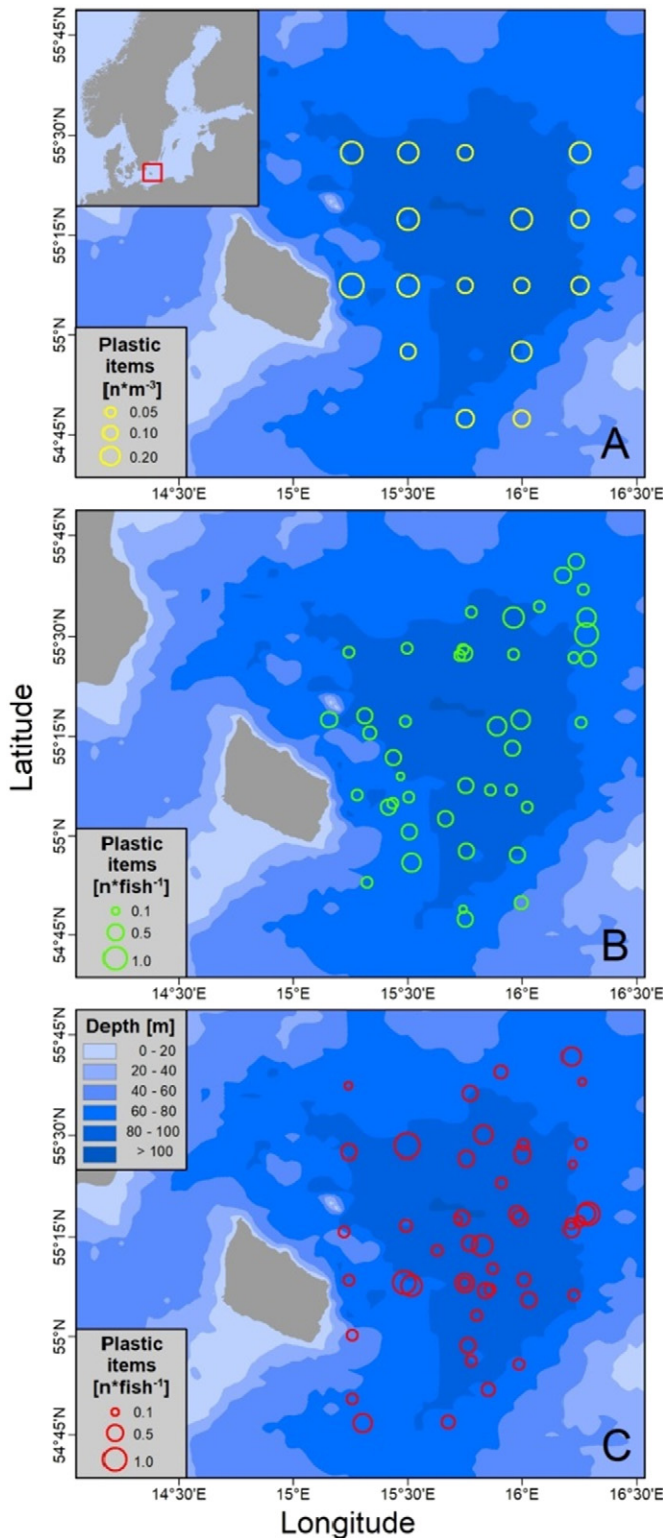 55°45'N
55°30'N
55°15'N
55°N
54°45'N
Plastic
items
[n*m⁻³]
0.05
0.10
0.20
A
14°30'E
15°E
15°30'E
16°E
16°30'E
55°45'N
55°30'N
55°15'N
55°N
54°45'N
Latitude
Plastic
items
[n*fish⁻¹]
0.1
0.5
1.0
B
14°30'E
15°E
15°30'E
16°E
16°30'E
Depth [m]
0 - 20
20 - 40
40 - 60
60 - 80
80 - 100
> 100
55°45'N
55°30'N
55°15'N
55°N
54°45'N
Plastic
items
[n*fish⁻¹]
0.1
0.5
1.0
C
14°30'E
15°E
15°30'E
16°E
16°30'E
Longitude